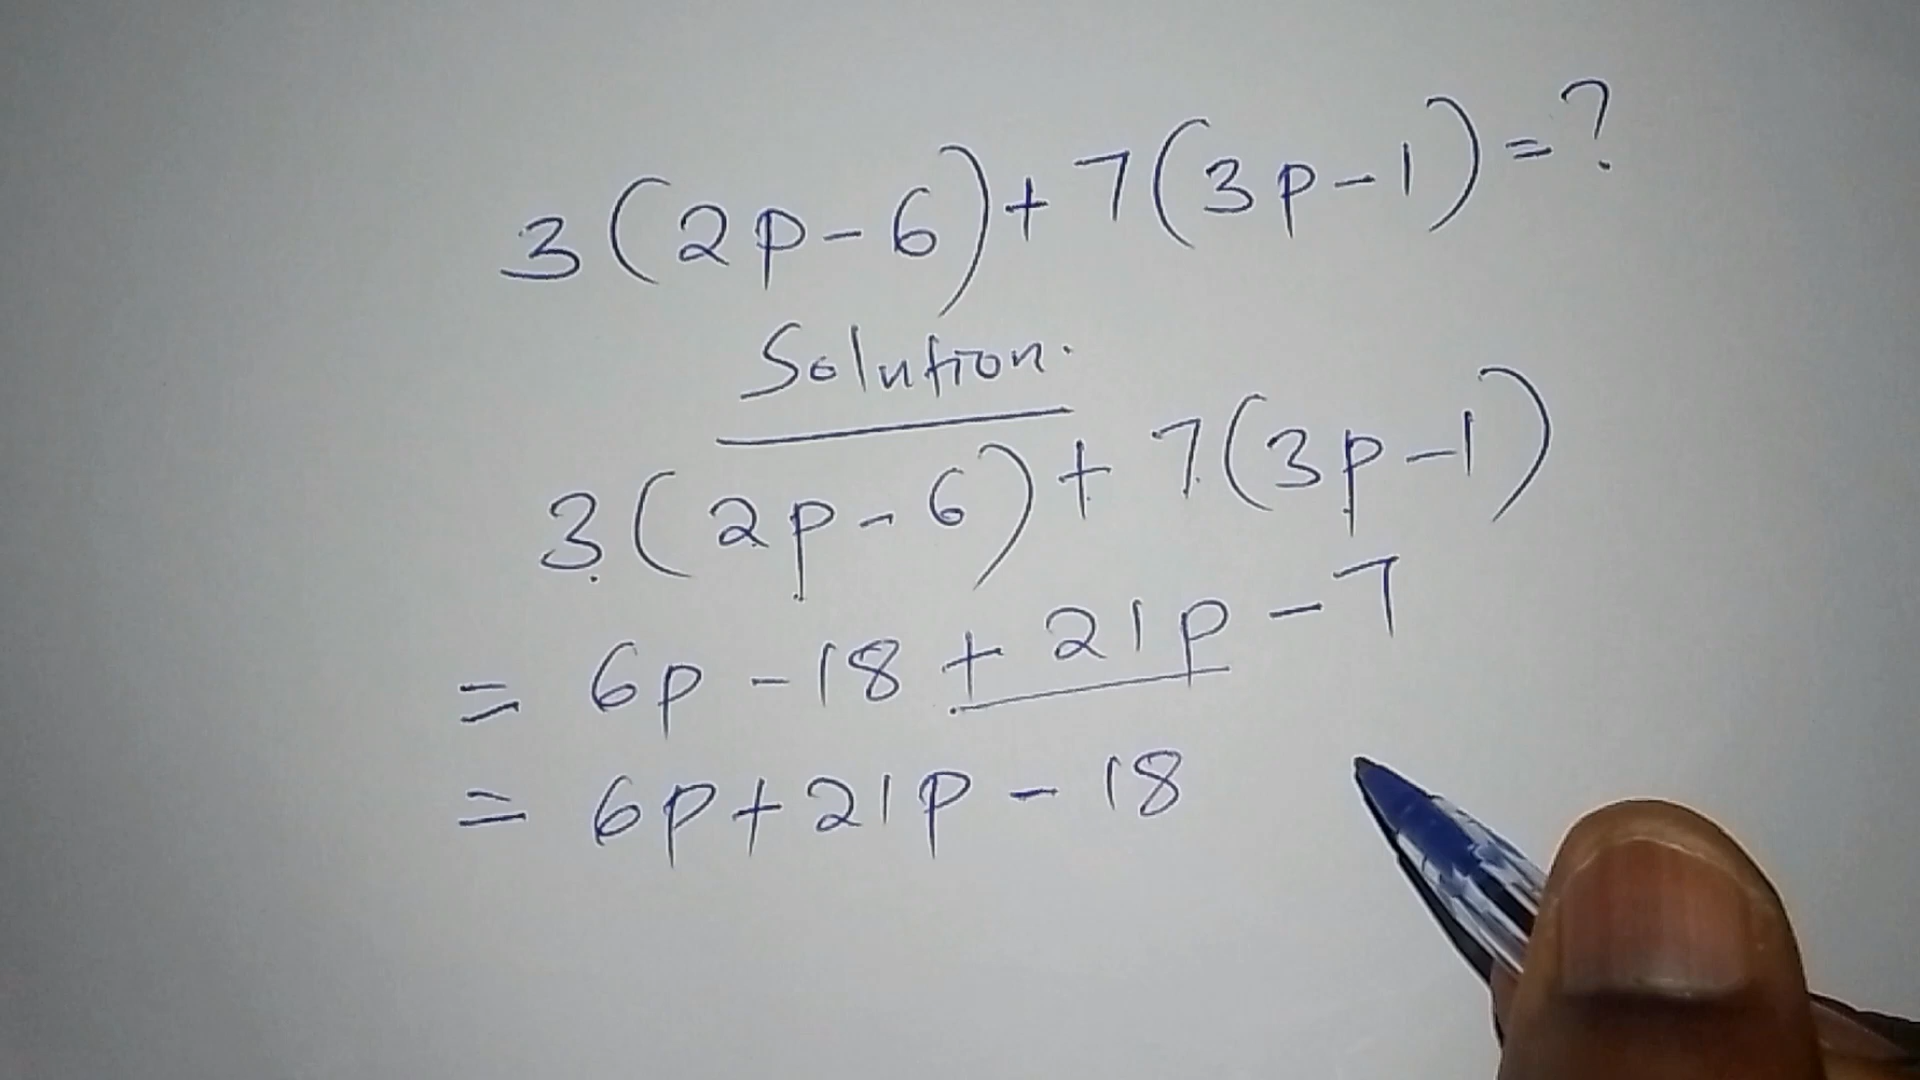 3(2p-6)+7(3p-1)=?
Solution.
3(2p-6)+7(3p-1)
= 6p-18+21p-7
= 6p+21p-18